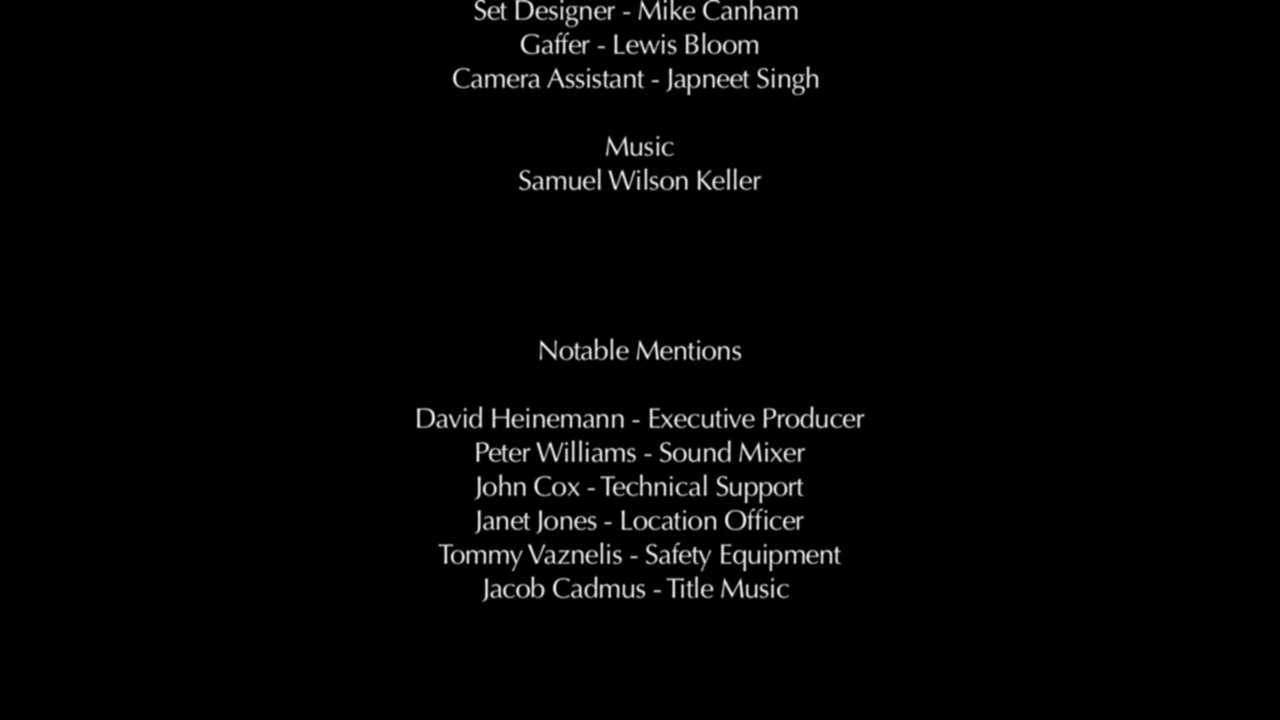 Set Designer - Mike Canham
Gaffer - Lewis Bloom
Camera Assistant - Japneet Singh
Music
Samuel Wilson Keller
Notable Mentions
David Heinemann - Executive Producer
Peter Williams - Sound Mixer
John Cox - Technical Support
Janet Jones - Location Officer
Tommy Vaznelis - Safety Equipment
Jacob Cadmus - Title Music